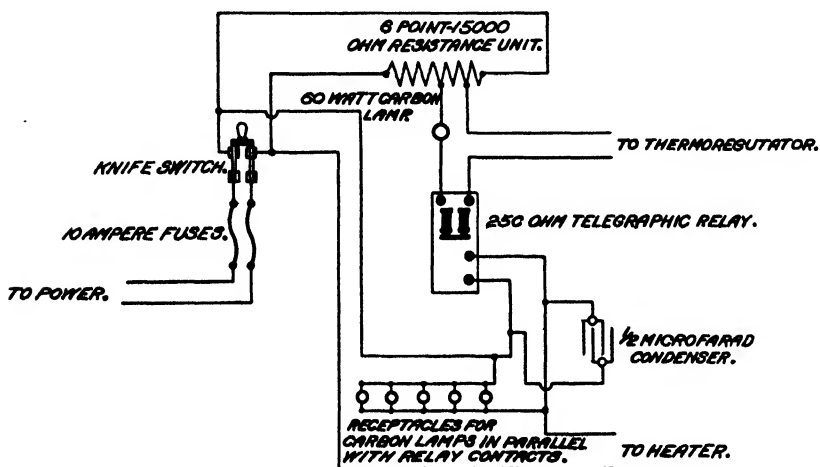 6 POINT-15000
OHM RESISTANCE UNIT.
60 WATT CARBON
LAMP.
TO THERMOREGUTATOR.
KNIFE SWITCH.
250 OHM TELEGRAPHIC RELAY.
10 AMPERE FUSES.
TO POWER.
1/2 MICROFARAD
CONDENSER.
RECEPTACLES FOR
CARBON LAMPS IN PARALLEL
WITH RELAY CONTACTS.
TO HEATER.